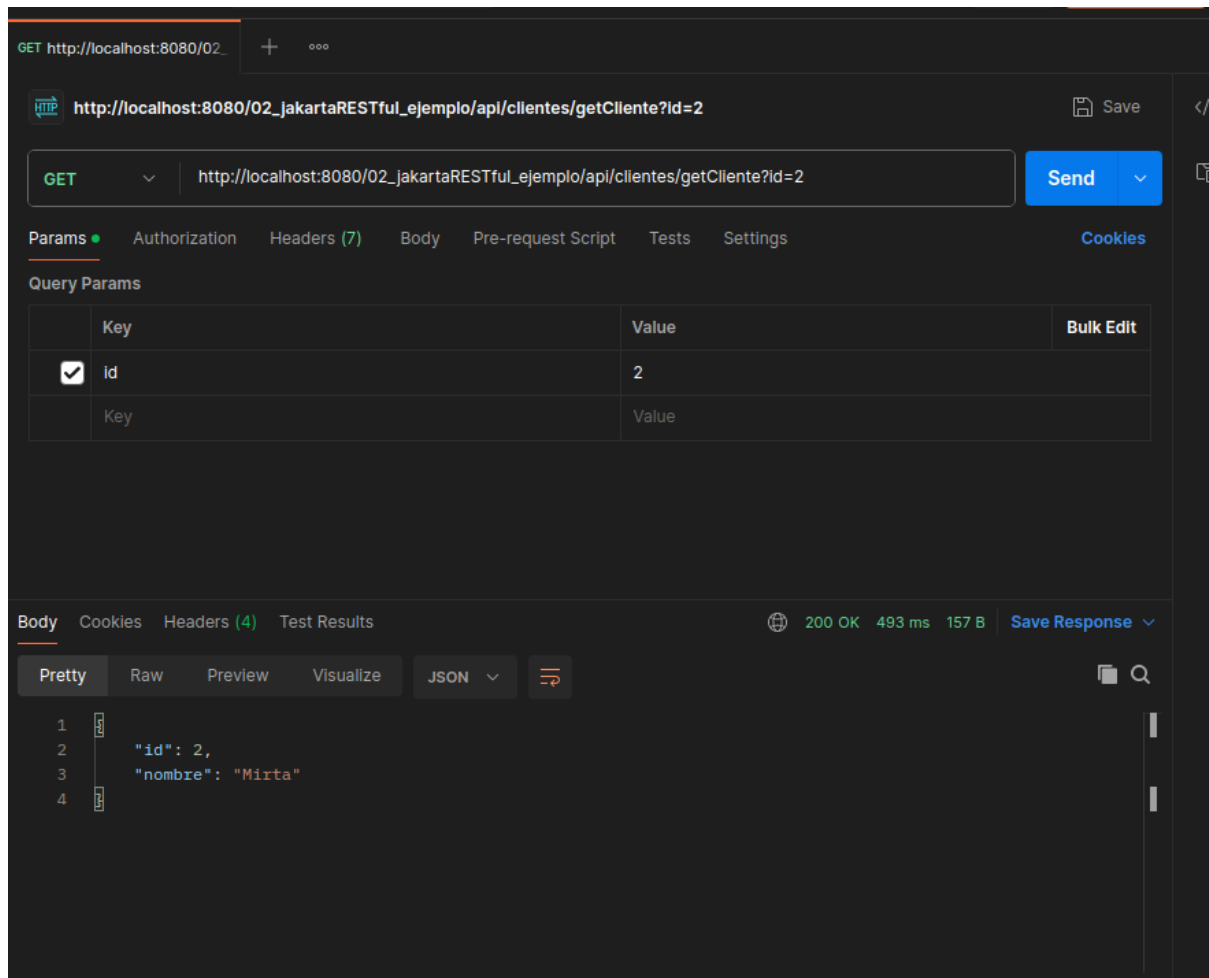 GET http://localhost:8080/02_
HTTP http://localhost:8080/02_jakartaRESTful_ejemplo/api/clientes/getCliente?id=2 Save </
GET http://localhost:8080/02_jakartaRESTful_ejemplo/api/clientes/getCliente?id=2 Send
Params Authorization Headers (7) Body Pre-request Script Tests Settings Cookies
Query Params
Key Value Bulk Edit
id 2
Key Value
Body Cookies Headers (4) Test Results 200 OK 493 ms 157 B Save Response
Pretty Raw Preview Visualize JSON
1 {
2 "id": 2,
3 "nombre": "Mirta"
4 }